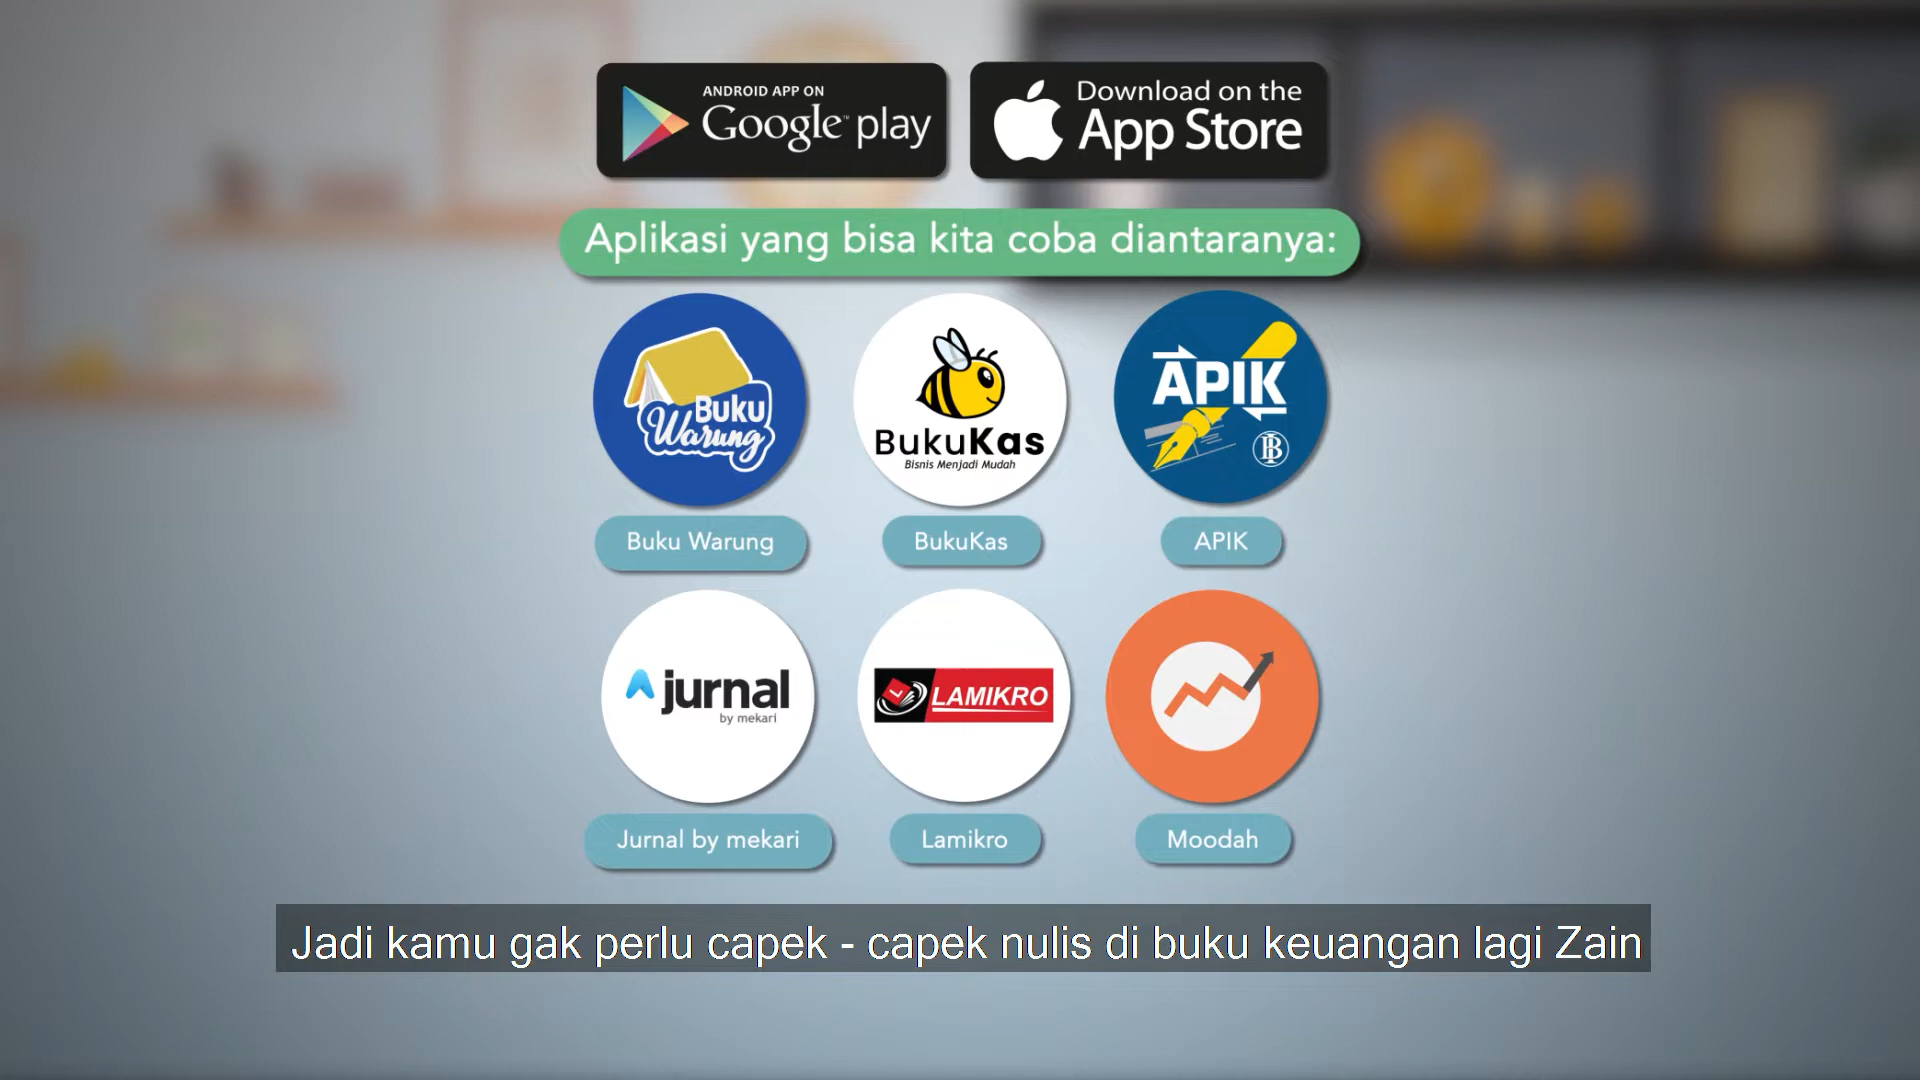 ANDROID APP ON
Google™ play
Download on the
App Store
Aplikasi yang bisa kita coba diantaranya:
BUKU
Warung
BukuKas
Bisnis Menjadi Mudah
APIK
BI
Buku Warung
BukuKas
APIK
jurnal
by mekari
L LAMIKRO
Jurnal by mekari
Lamikro
Moodah
Jadi kamu gak perlu capek - capek nulis di buku keuangan lagi Zain